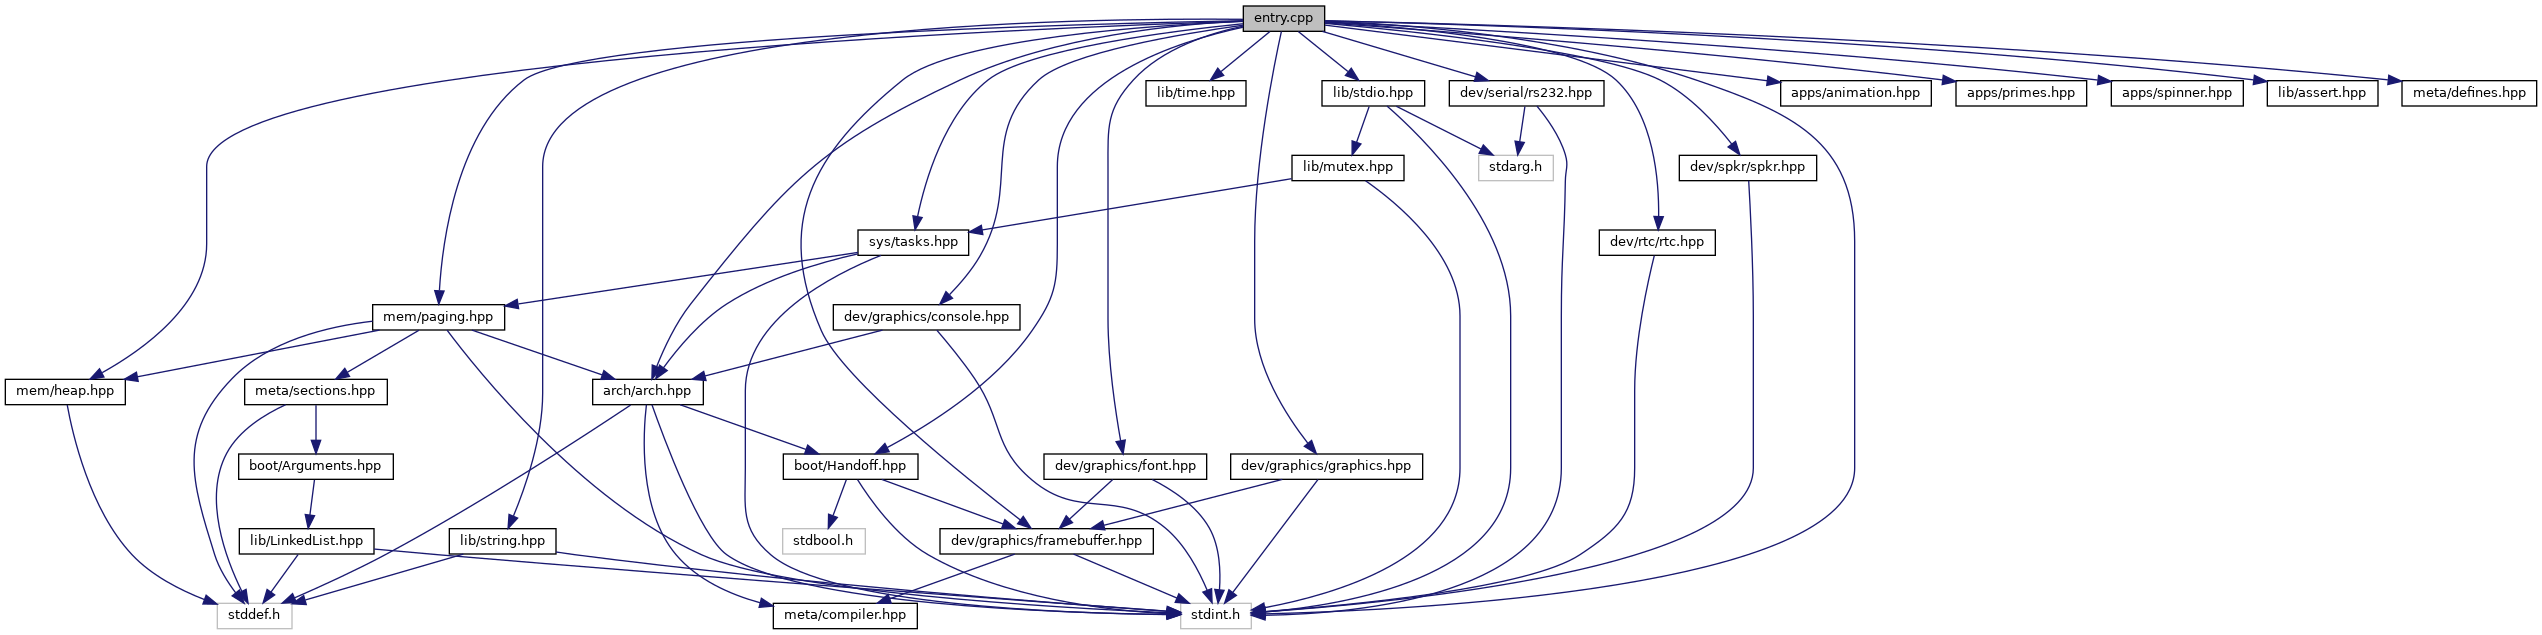 entry.cpp
lib/time.hpp
lib/stdio.hpp
dev/serial/rs232.hpp
apps/animation.hpp
apps/primes.hpp
apps/spinner.hpp
lib/assert.hpp
meta/defines.hpp
lib/mutex.hpp
stdarg.h
dev/spkr/spkr.hpp
sys/tasks.hpp
dev/rtc/rtc.hpp
mem/paging.hpp
dev/graphics/console.hpp
mem/heap.hpp
meta/sections.hpp
arch/arch.hpp
boot/Arguments.hpp
boot/Handoff.hpp
dev/graphics/font.hpp
dev/graphics/graphics.hpp
lib/LinkedList.hpp
lib/string.hpp
stdbool.h
dev/graphics/framebuffer.hpp
stddef.h
meta/compiler.hpp
stdint.h